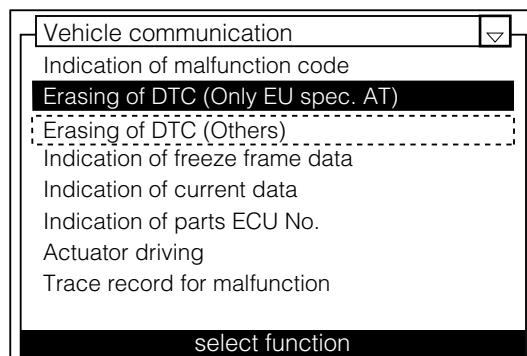 Vehicle communication
Indication of malfunction code
Erasing of DTC (Only EU spec. AT)
Erasing of DTC (Others)
Indication of freeze frame data
Indication of current data
Indication of parts ECU No.
Actuator driving
Trace record for malfunction
select function